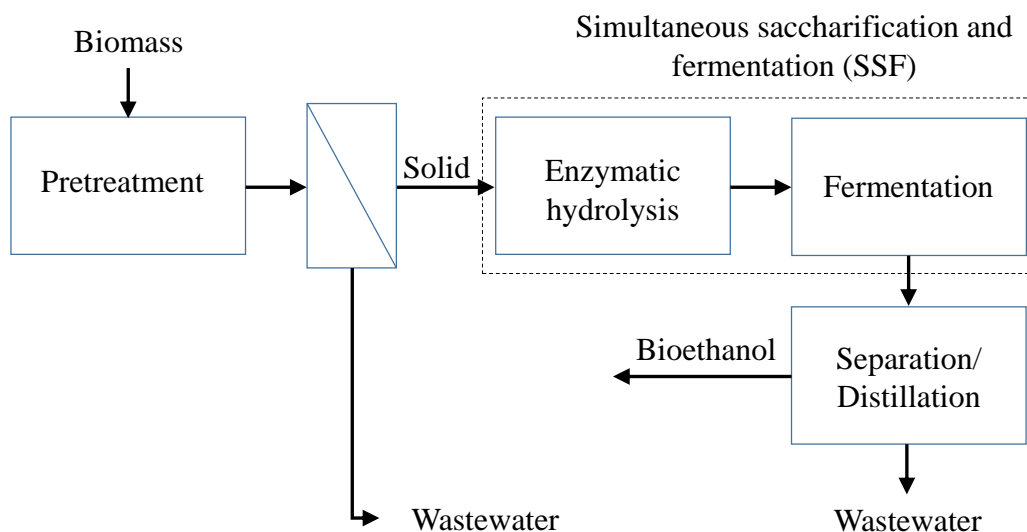 Simultaneous saccharification and
fermentation (SSF)
Biomass
Pretreatment
Solid
Enzymatic
hydrolysis
Fermentation
Bioethanol
Separation/
Distillation
Wastewater
Wastewater